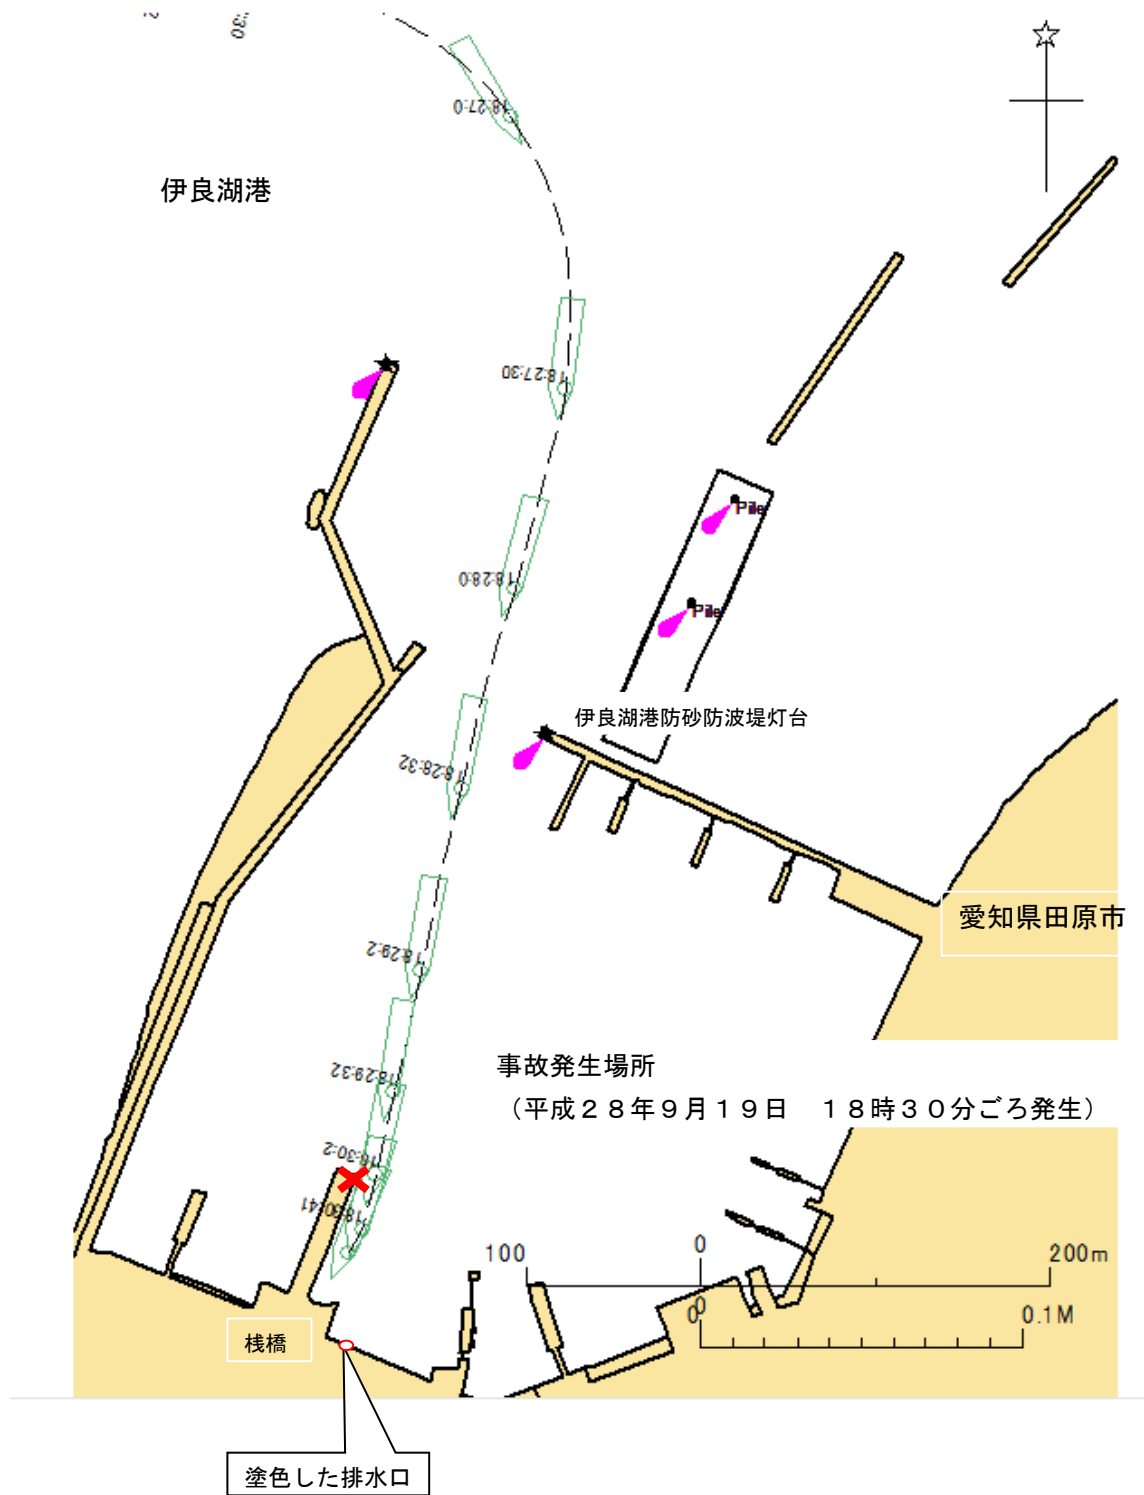 18:27:0
伊良湖港
18:27:30
Pile
18:28:0
Pile
伊良湖港防砂防波堤灯台
18:28:32
愛知県田原市
18:29:2
事故発生場所
（平成２８年９月１９日　１８時３０分ごろ発生）
18:29:32
18:30:2
18:30:41
100
0
200m
0
0.1M
桟橋
塗色した排水口